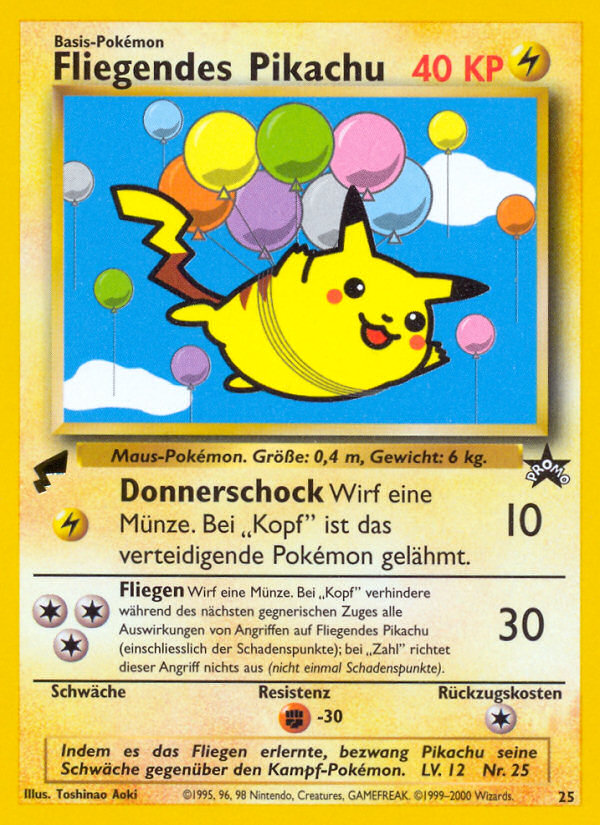 Basis-Pokémon
Fliegendes Pikachu 40 KP
Maus-Pokémon. Größe: 0,4 m, Gewicht: 6 kg.
PROMO
Donnerschock Wirf eine
Münze. Bei „Kopf” ist das
verteidigende Pokémon gelähmt.
10
Fliegen Wirf eine Münze. Bei „Kopf” verhindere
während des nächsten gegnerischen Zuges alle
Auswirkungen von Angriffen auf Fliegendes Pikachu
(einschliesslich der Schadenspunkte); bei „Zahl” richtet
dieser Angriff nichts aus (nicht einmal Schadenspunkte).
30
Schwäche Resistenz Rückzugskosten
-30
Indem es das Fliegen erlernte, bezwang Pikachu seine
Schwäche gegenüber den Kampf-Pokémon. LV. 12 Nr. 25
Illus. Toshinao Aoki ©1995, 96, 98 Nintendo, Creatures, GAMEFREAK. ©1999-2000 Wizards. 25